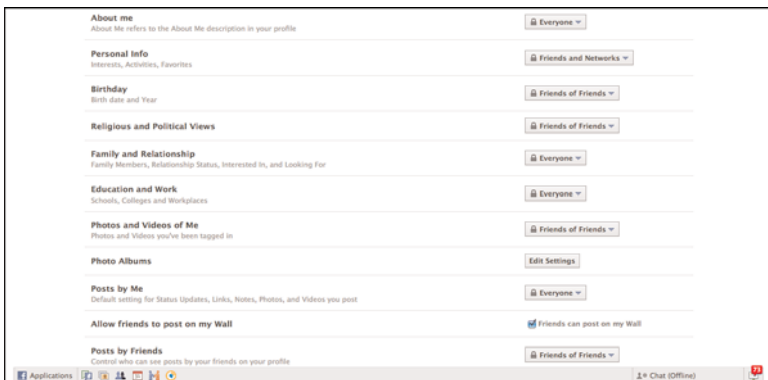 About me
Everyone
About Me refers to the About Me description in your profile
Personal Info
Friends and Networks
Interests, Activities, Favorites
Birthday
Friends of Friends
Birth date and Year
Religious and Political Views
Friends of Friends
Family and Relationship
Everyone
Family Members, Relationship Status, Interested In, and Looking For
Education and Work
Everyone
Schools, Colleges and Workplaces
Photos and Videos of Me
Friends of Friends
Photos and Videos you've been tagged in
Photo Albums
Edit Settings
Posts by Me
Everyone
Default setting for Status Updates, Links, Notes, Photos, and Videos you post
Allow friends to post on my Wall
Friends can post on my Wall
Posts by Friends
Friends of Friends
Control who can see posts by your friends on your profile
Applications
Chat (Offline)
73